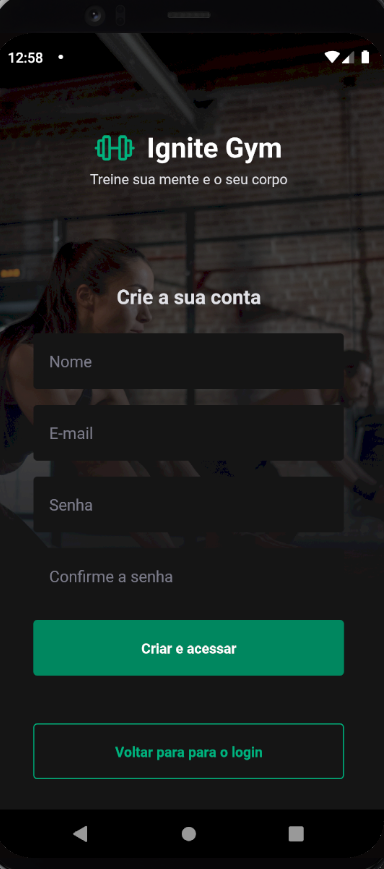 12:58
Ignite Gym
Treine sua mente e o seu corpo
Crie a sua conta
Nome
E-mail
Senha
Confirme a senha
Criar e acessar
Voltar para para o login